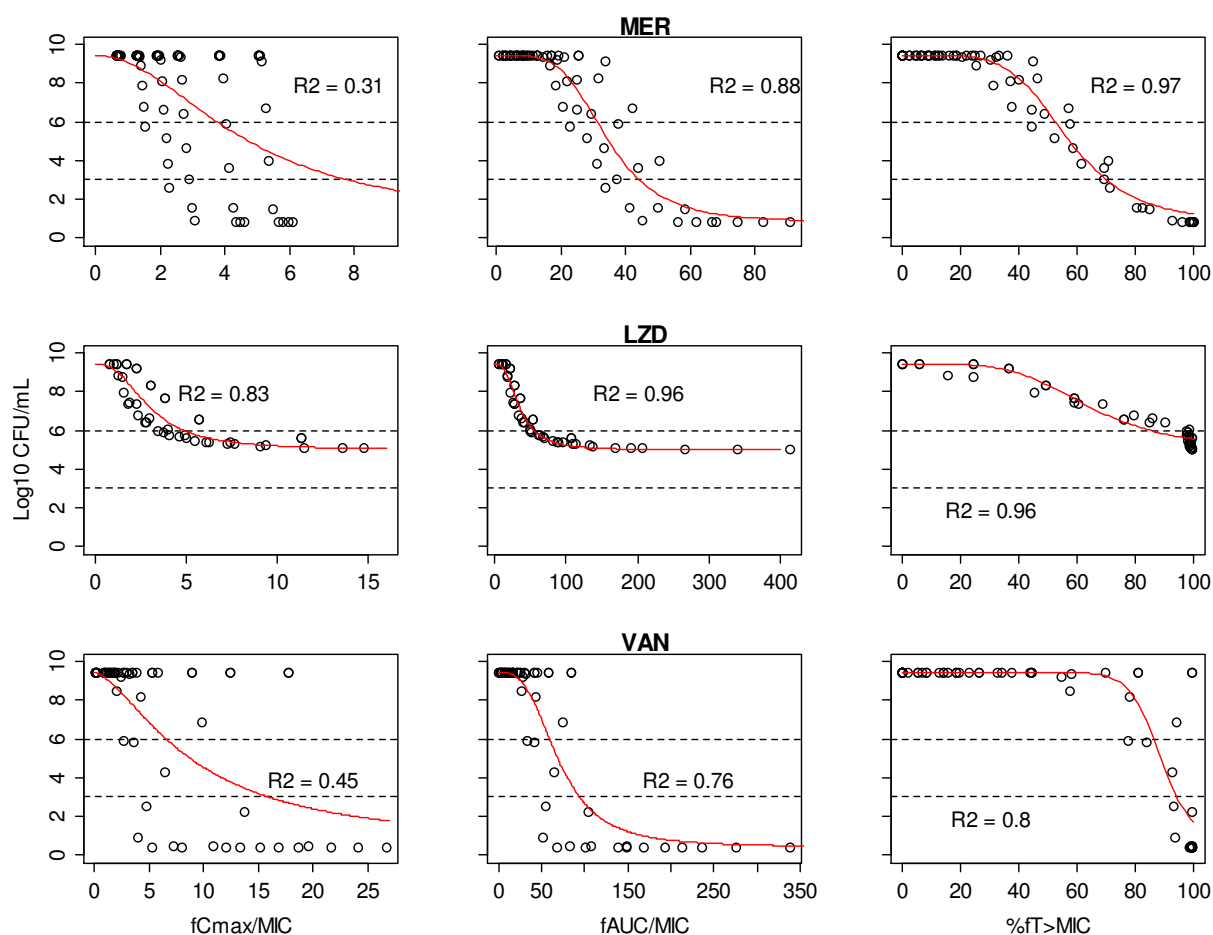 MER
10
8
6
4
2
0
R2 = 0.31
R2 = 0.88
R2 = 0.97
0 2 4 6 8
0 20 40 60 80
0 20 40 60 80 100
LZD
Log10 CFU/mL
10
8
6
4
2
0
R2 = 0.83
R2 = 0.96
R2 = 0.96
0 5 10 15
0 100 200 300 400
0 20 40 60 80 100
VAN
10
8
6
4
2
0
R2 = 0.45
R2 = 0.76
R2 = 0.8
0 5 10 15 20 25
0 50 150 250 350
0 20 40 60 80 100
fCmax/MIC
fAUC/MIC
%fT>MIC